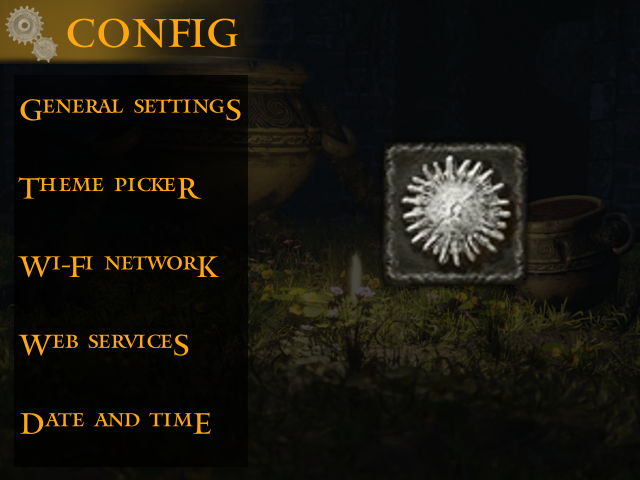 CONFIG
General settingS
Theme pickeR
Wi-Fi networK
Web serviceS
Date and timE